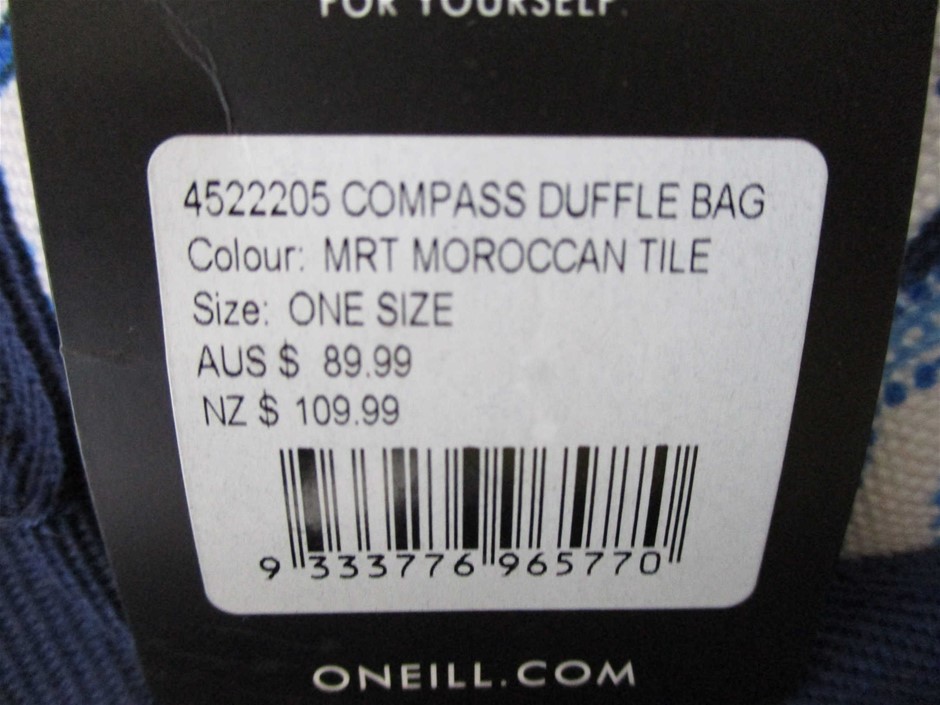 FOR YOURSELF.
4522205 COMPASS DUFFLE BAG
Colour: MRT MOROCCAN TILE
Size: ONE SIZE
AUS $ 89.99
NZ $ 109.99
9 333776 965770
ONEILL.COM